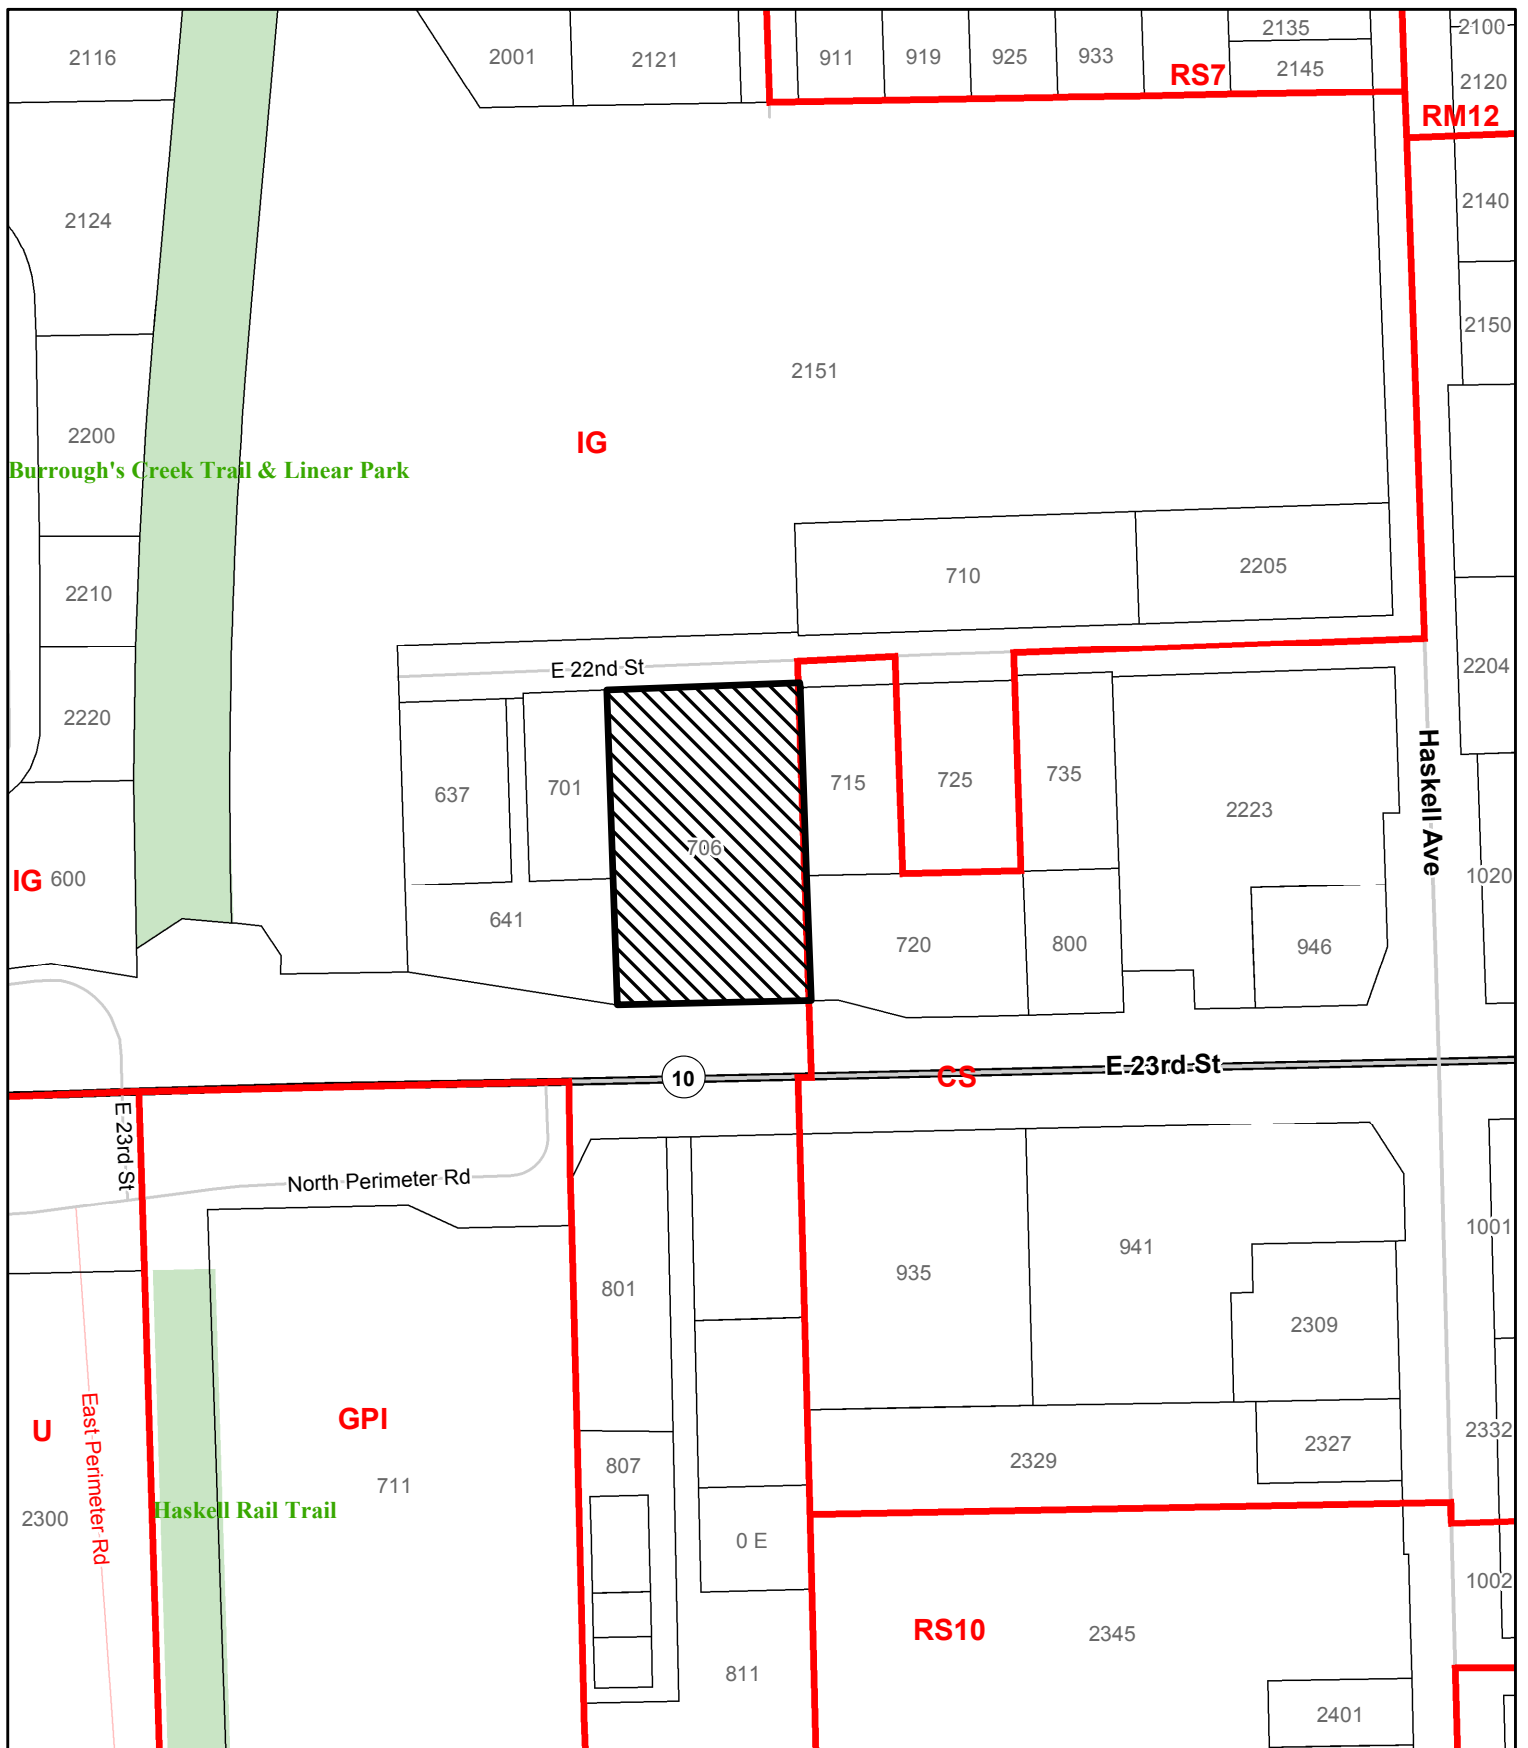 2116
2001
2121
911
919
925
933
2135
2145
2100
2120
RS7
RM12
2124
2140
2150
2151
IG
2200
Burrough's Creek Trail & Linear Park
2210
710
2205
2220
E 22nd St
2204
637
701
706
715
725
735
2223
Haskell Ave
IG
600
641
720
800
946
1020
10
CS
E 23rd St
E 23rd St
North Perimeter Rd
801
935
941
1001
2309
U
East Perimeter Rd
GPI
711
807
2329
2327
2332
2300
Haskell Rail Trail
0 E
1002
RS10
2345
811
2401